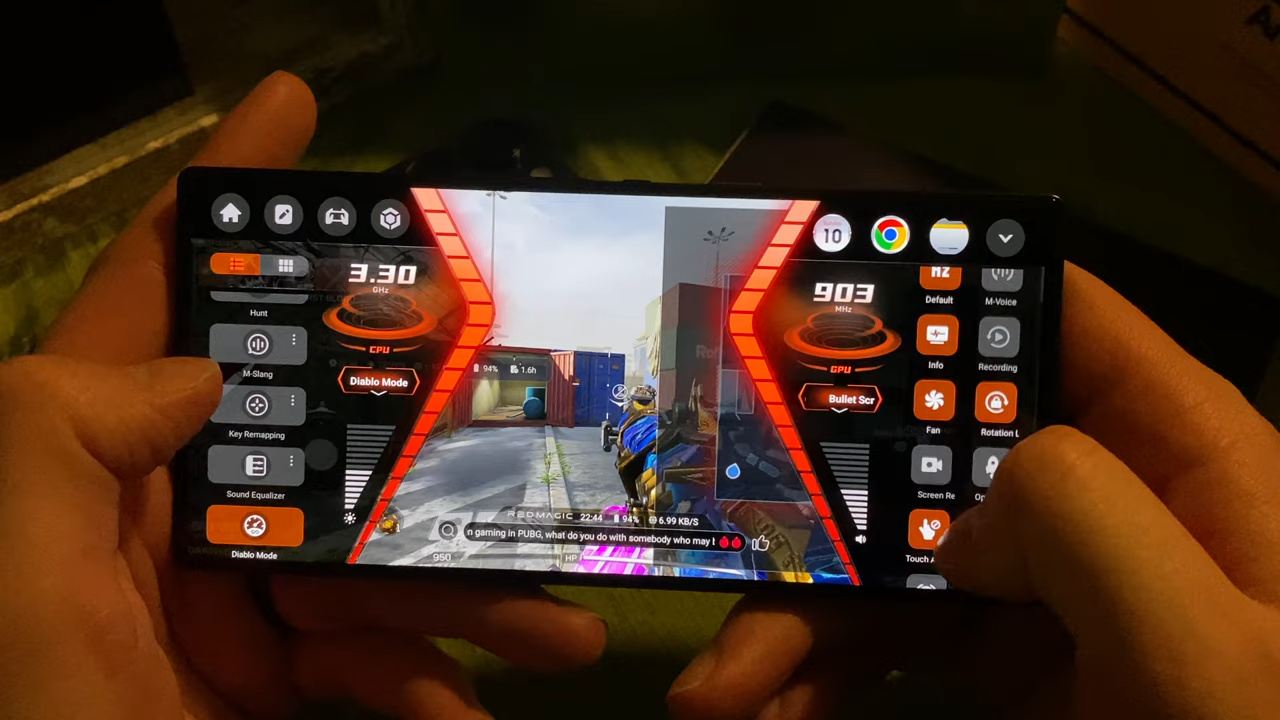 10
3.30
GHz
CPU
Diablo Mode
Hunt
M-Slang
Key Remapping
Sound Equalizer
Diablo Mode
94%
1.6h
903
MHz
GPU
Bullet Scr
Default
M-Voice
Info
Recording
Fan
Rotation L
Screen Re
Touch A
REDMAGIC 22:44 94% 6.99 KB/S
n gaming in PUBG, what do you do with somebody who may b
950
HP